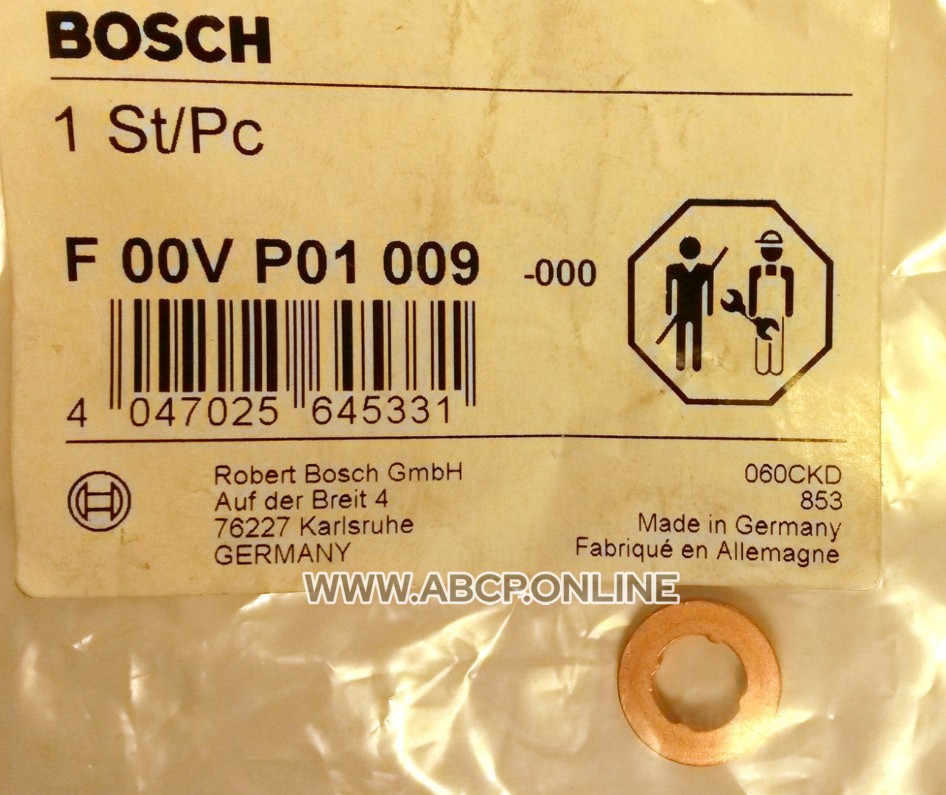 BOSCH
1 St/Pc
F 00V P01 009 -000
4 047025 645331
Robert Bosch GmbH
Auf der Breit 4
76227 Karlsruhe
GERMANY
060CKD
853
Made in Germany
Fabriqué en Allemagne
WWW.ABCP.ONLINE